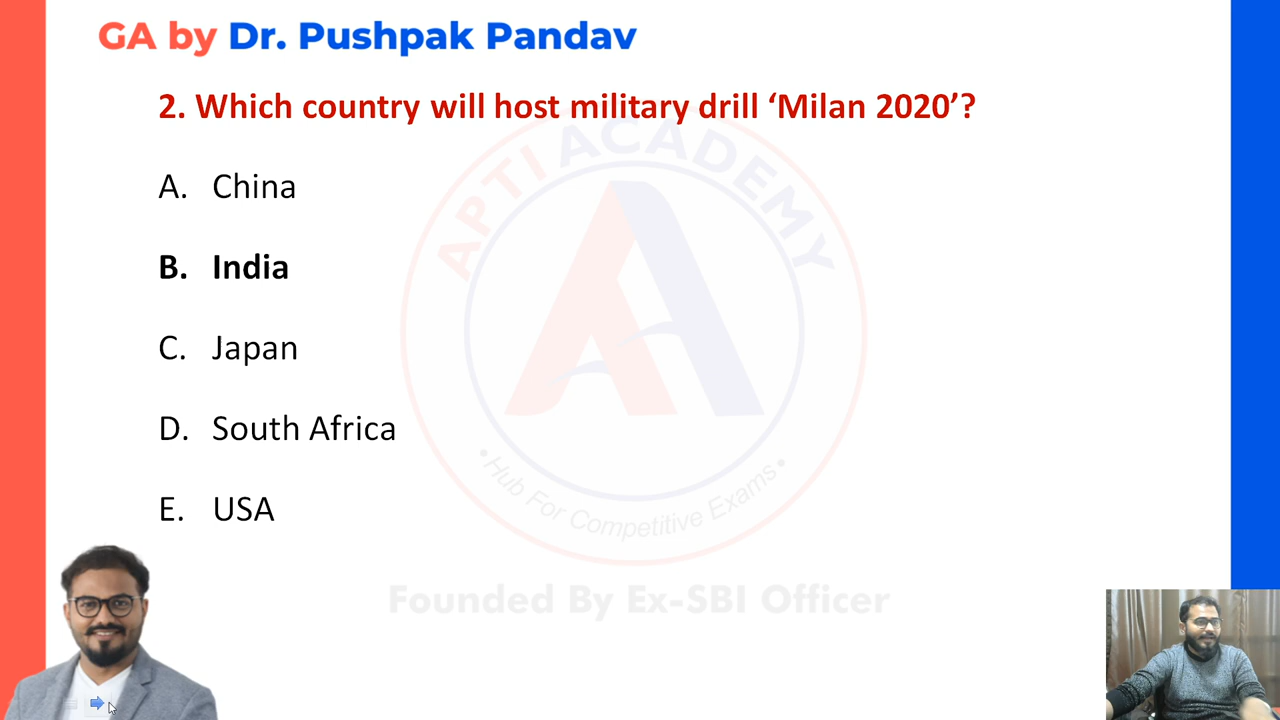 GA by Dr. Pushpak Pandav
2. Which country will host military drill ‘Milan 2020’?
A. China
B. India
C. Japan
D. South Africa
E. USA
APTI ACADEMY
•Hub For Competitive Exams•
Founded By Ex-SBI Officer